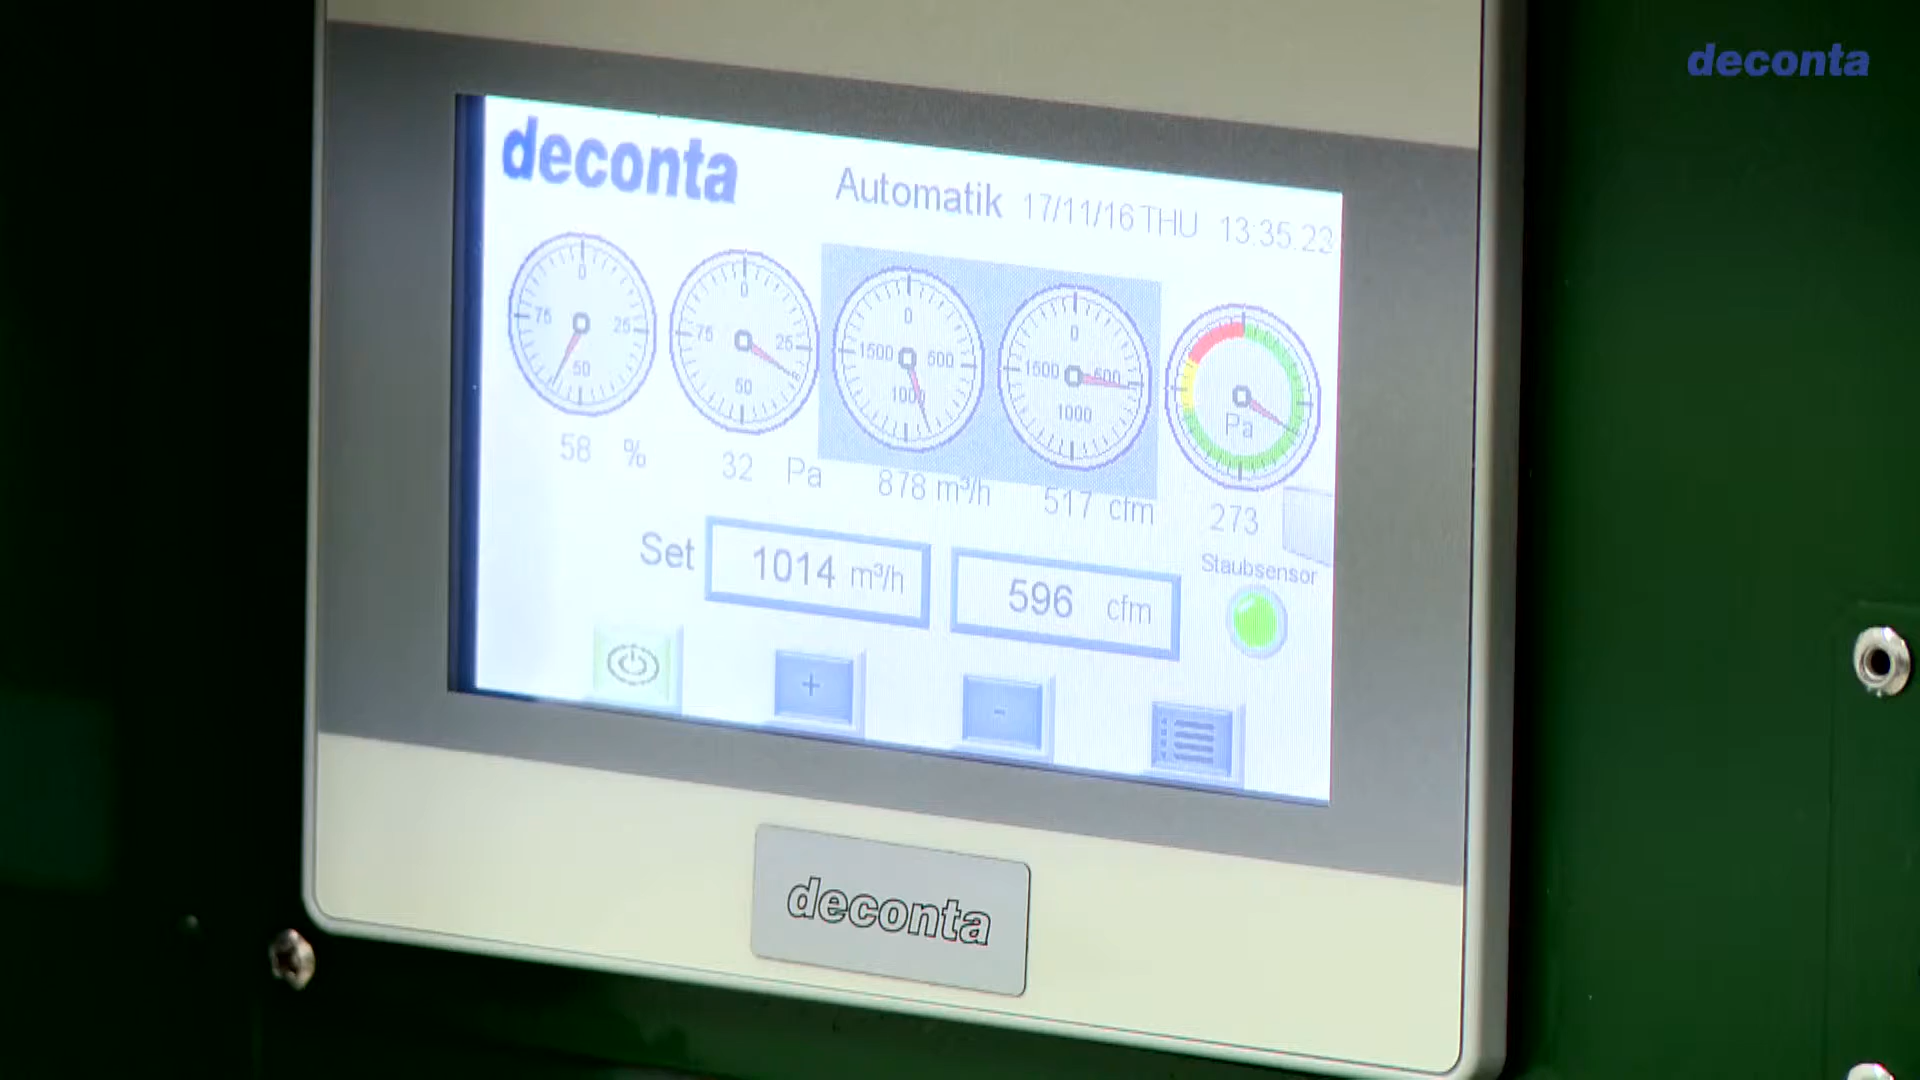 deconta
deconta
Automatik 17/11/16 THU 13:35.23
0 25 50 75
0 25 50 75
0 500 1000 1500
0 500 1000 1500
Pa
58 %
32 Pa
878 m³/h
517 cfm
273
Set 1014 m³/h 596 cfm
Staubsensor
+
-
deconta